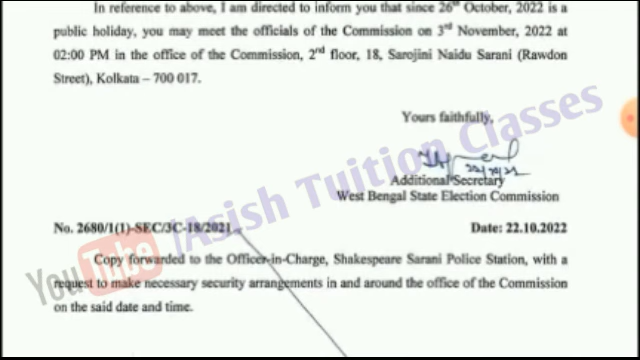 In reference to above, I am directed to inform you that since 26th October, 2022 is a
public holiday, you may meet the officials of the Commission on 3rd November, 2022 at
02:00 PM in the office of the Commission, 2nd floor, 18, Sarojini Naidu Sarani (Rawdon
Street), Kolkata – 700 017.
Yours faithfully,
Additional Secretary
West Bengal State Election Commission
No. 2680/1(1)-SEC/3C-18/2021
Date: 22.10.2022
YouTube /Asish Tuition Classes
Copy forwarded to the Officer-in-Charge, Shakespeare Sarani Police Station, with a
request to make necessary security arrangements in and around the office of the Commission
on the said date and time.